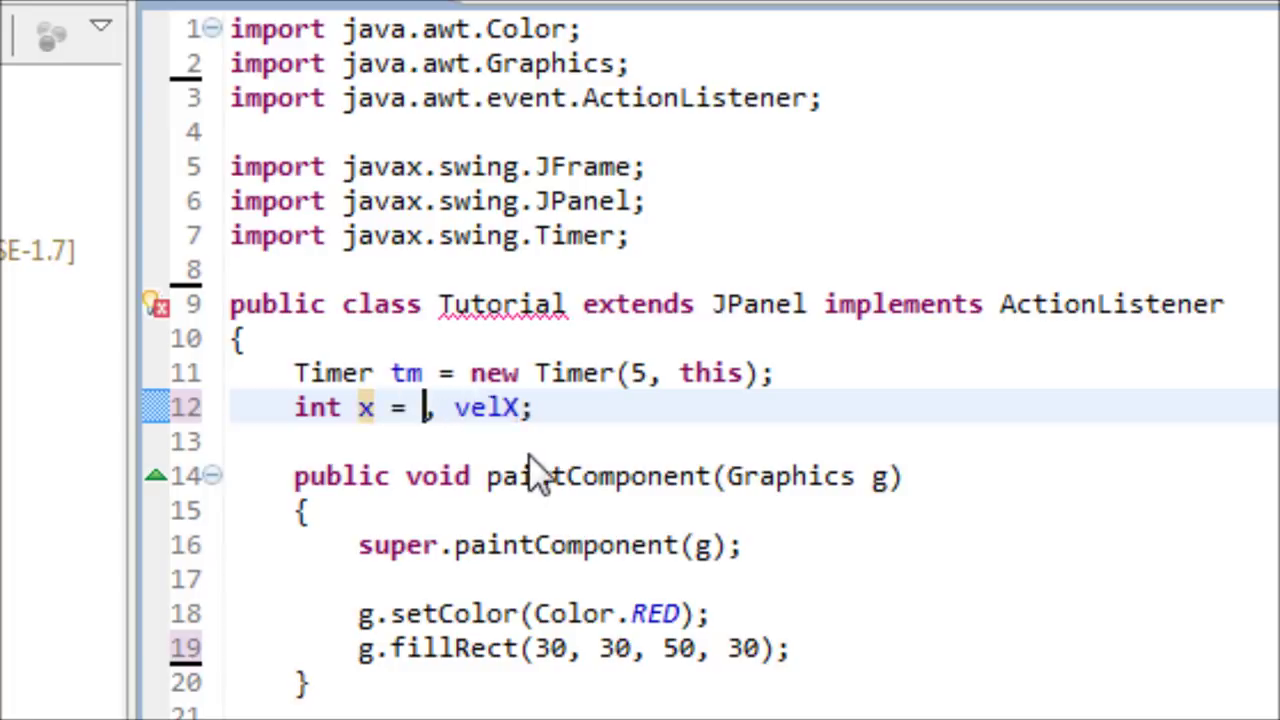 1 import java.awt.Color;
2 import java.awt.Graphics;
3 import java.awt.event.ActionListener;
4
5 import javax.swing.JFrame;
6 import javax.swing.JPanel;
7 import javax.swing.Timer;
SE-1.7]
8
9 public class Tutorial extends JPanel implements ActionListener
10 {
11 Timer tm = new Timer(5, this);
12 int x = , velX;
13
14 public void paintComponent(Graphics g)
15 {
16 super.paintComponent(g);
17
18 g.setColor(Color.RED);
19 g.fillRect(30, 30, 50, 30);
20 }
21